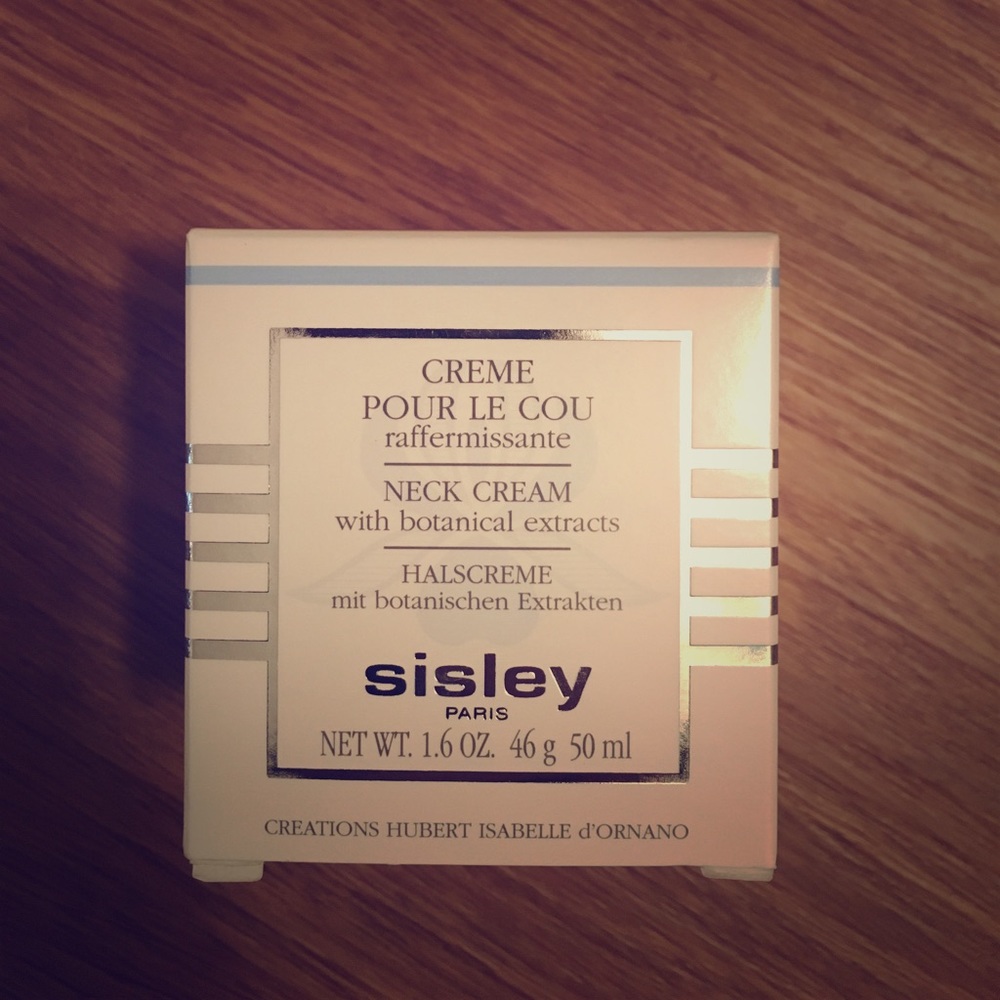 CREME
POUR LE COU
raffermissante
NECK CREAM
with botanical extracts
HALSCREME
mit botanischen Extrakten
sisley
PARIS
NET WT. 1.6 OZ. 46 g 50 ml
CREATIONS HUBERT ISABELLE d'ORNANO